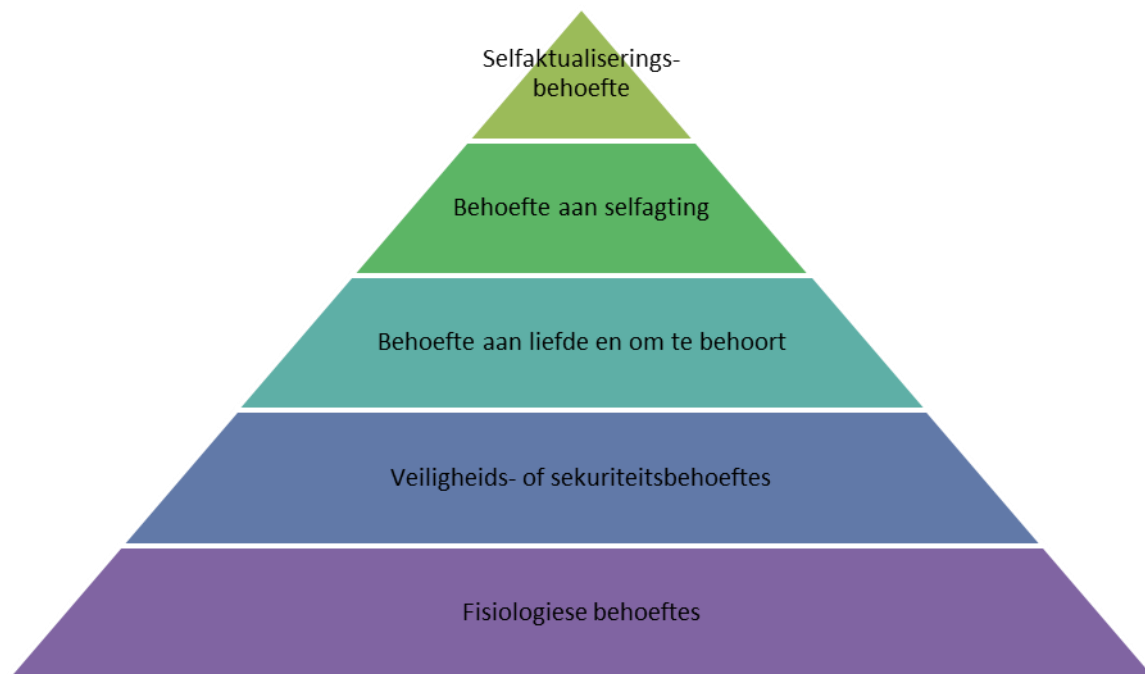 Selfaktualiserings-
behoefte
Behoefte aan selfagting
Behoefte aan liefde en om te behoort
Veiligheids- of sekuriteitsbehoeftes
Fisiologiese behoeftes